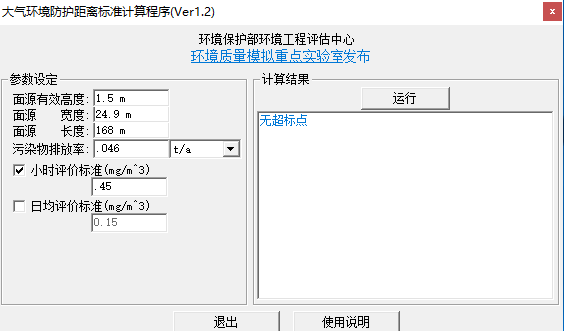 大气环境防护距离标准计算程序(Ver1.2)
x
环境保护部环境工程评估中心
环境质量模拟重点实验室发布
参数设定
面源有效高度: 1.5 m
面源 宽度: 24.9 m
面源 长度: 168 m
污染物排放率: .046 t/a
小时评价标准(mg/m^3)
.45
日均评价标准(mg/m^3)
0.15
计算结果
运行
无超标点
退出
使用说明